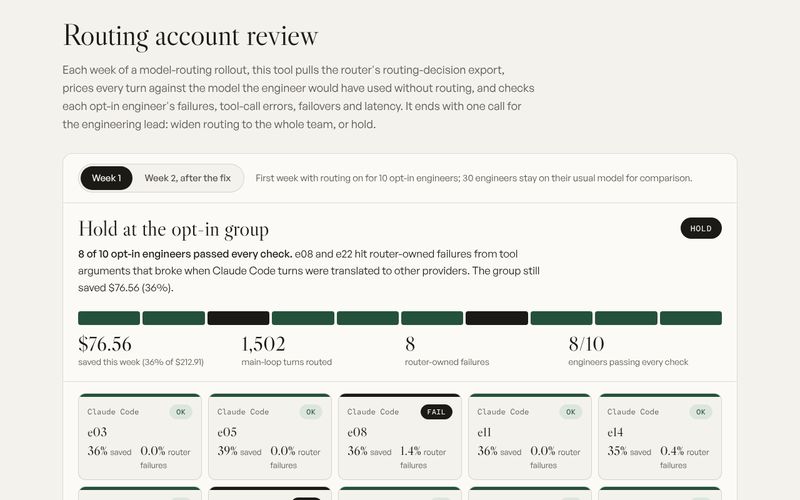 Routing account review
Each week of a model-routing rollout, this tool pulls the router's routing-decision export,
prices every turn against the model the engineer would have used without routing, and checks
each opt-in engineer's failures, tool-call errors, failovers and latency. It ends with one call for
the engineering lead: widen routing to the whole team, or hold.
Week 1 Week 2, after the fix First week with routing on for 10 opt-in engineers; 30 engineers stay on their usual model for comparison.
Hold at the opt-in group HOLD
8 of 10 opt-in engineers passed every check. e08 and e22 hit router-owned failures from tool
arguments that broke when Claude Code turns were translated to other providers. The group still
saved $76.56 (36%).
$76.56 1,502 8 8/10
saved this week (36% of $212.91) main-loop turns routed router-owned failures engineers passing every check
Claude Code OK Claude Code OK Claude Code FAIL Claude Code OK Claude Code OK
e03 e05 e08 e11 e14
36% saved 0.0% router 39% saved 0.0% router 36% saved 1.4% router 36% saved 0.0% router 35% saved 0.4% router
failures failures failures failures failures